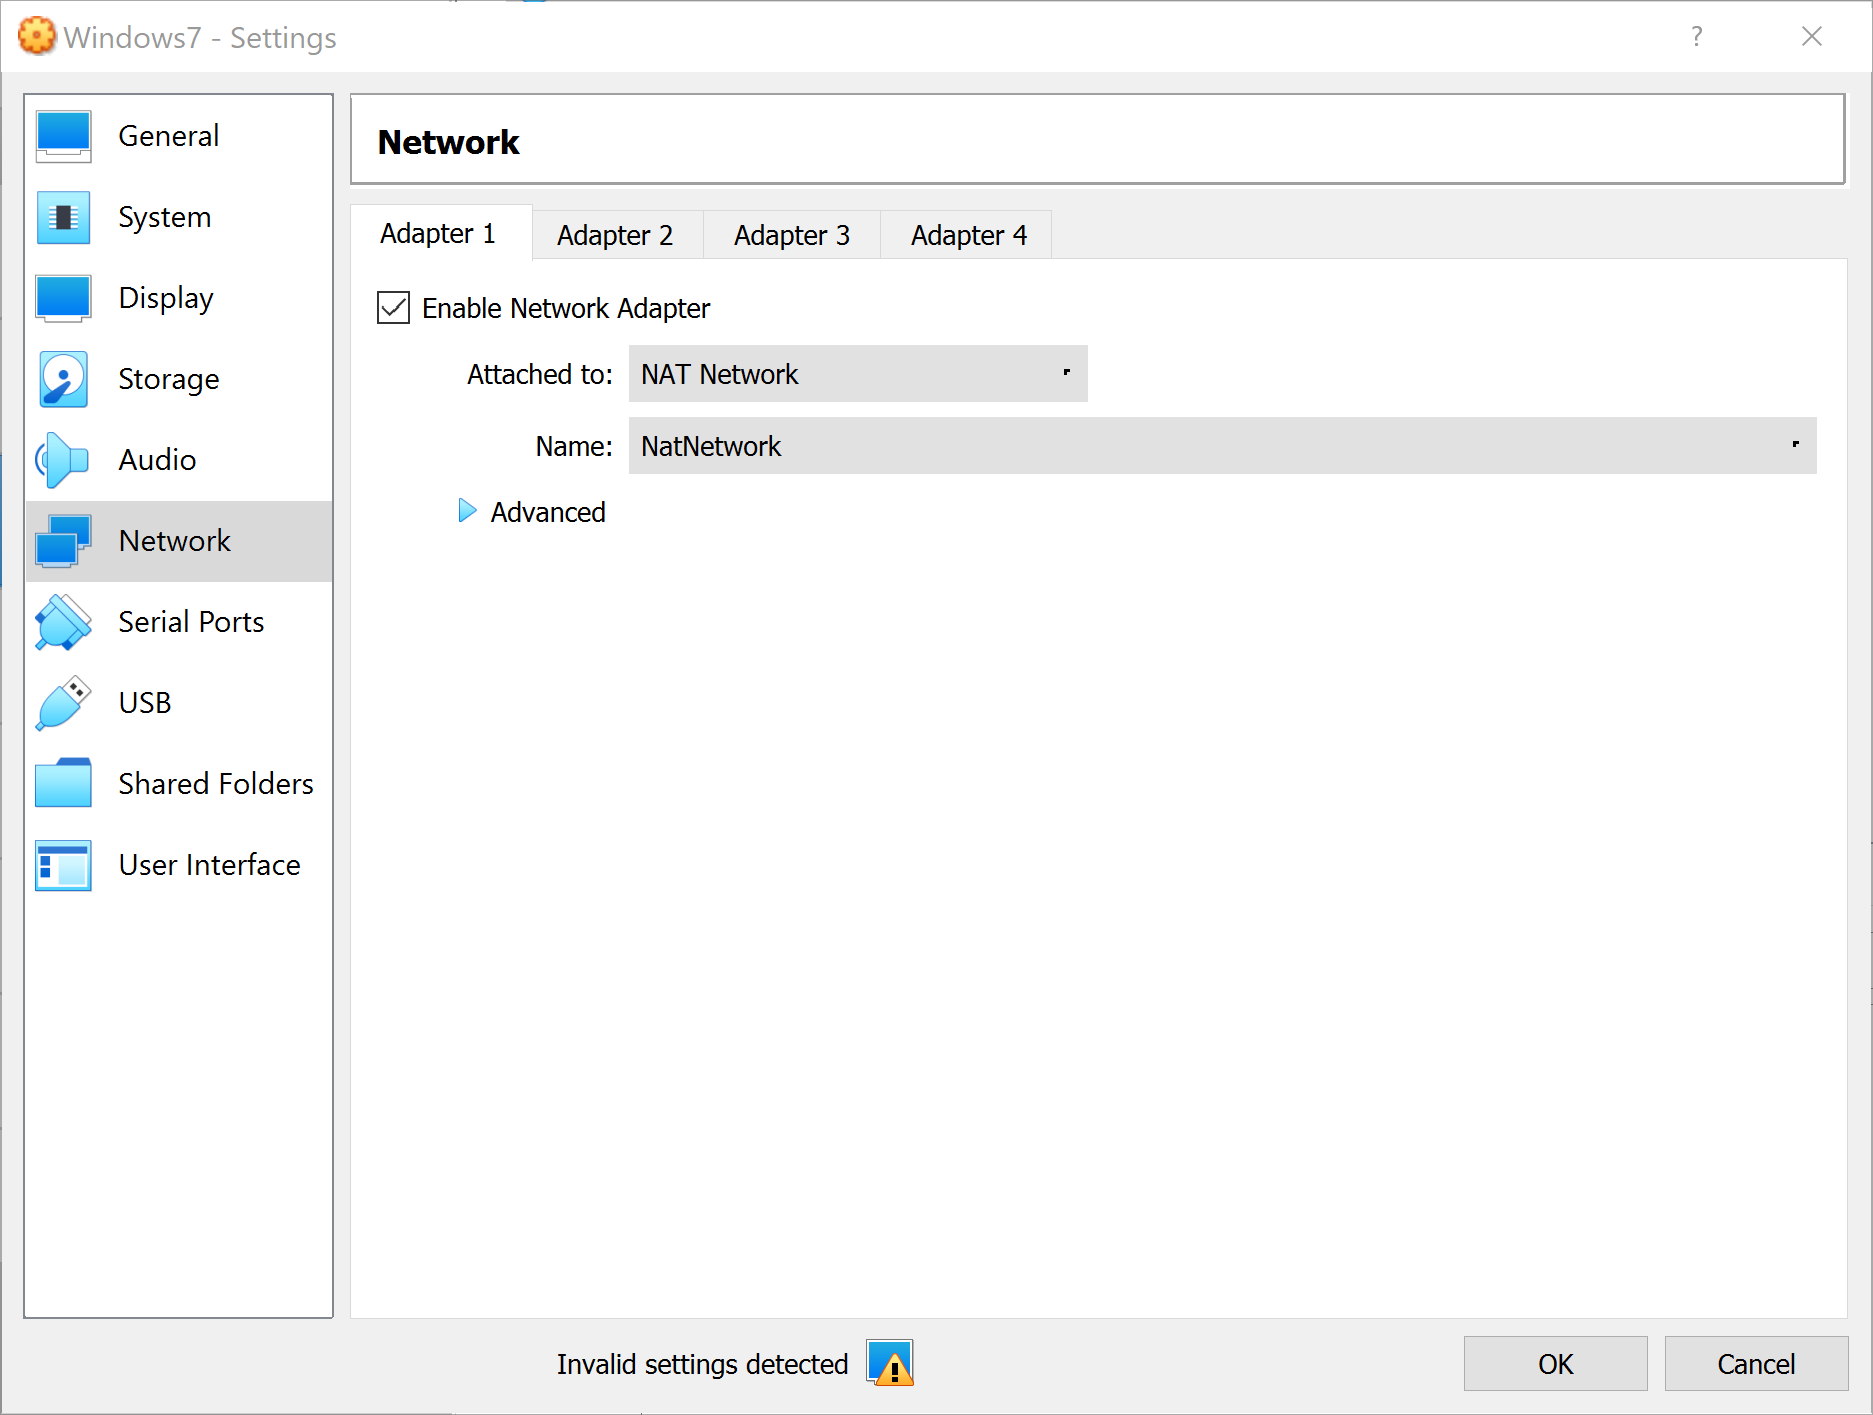 Windows7 - Settings
?
General
System
Display
Storage
Audio
Network
Serial Ports
USB
Shared Folders
User Interface
Network
Adapter 1 Adapter 2 Adapter 3 Adapter 4
Enable Network Adapter
Attached to: NAT Network
Name: NatNetwork
Advanced
Invalid settings detected
OK Cancel